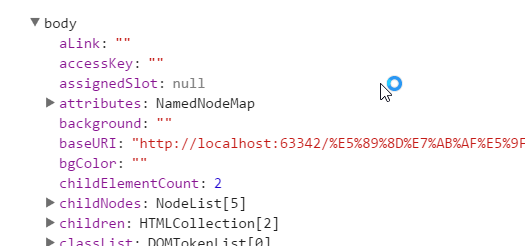 body
aLink: ""
accessKey: ""
assignedSlot: null
attributes: NamedNodeMap
background: ""
baseURI: "http://localhost:63342/%E5%89%8D%E7%AB%AF%E5%9F
bgColor: ""
childElementCount: 2
childNodes: NodeList[5]
children: HTMLCollection[2]
classList: DOMTokenList[0]